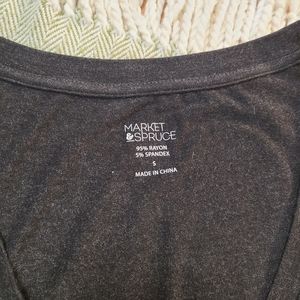 MARKET
&SPRUCE
95% RAYON
5% SPANDEX
S
MADE IN CHINA